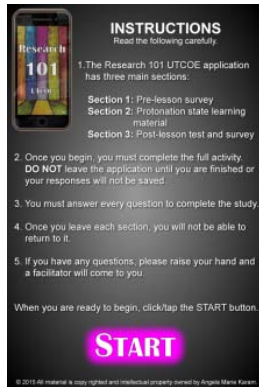 INSTRUCTIONS
Read the following carefully.
Research
101
UTCOE
1.The Research 101 UTCOE application
has three main sections:
Section 1: Pre-lesson survey
Section 2: Protonation state learning
material
Section 3: Post-lesson test and survey
2. Once you begin, you must complete the full activity.
DO NOT leave the application until you are finished or
your responses will not be saved.
3. You must answer every question to complete the study.
4. Once you leave each section, you will not be able to
return to it.
5. If you have any questions, please raise your hand and
a facilitator will come to you.
When you are ready to begin, click/tap the START button.
START
© 2015 All material is copy righted and intellectual property owned by Angela Marie Karam